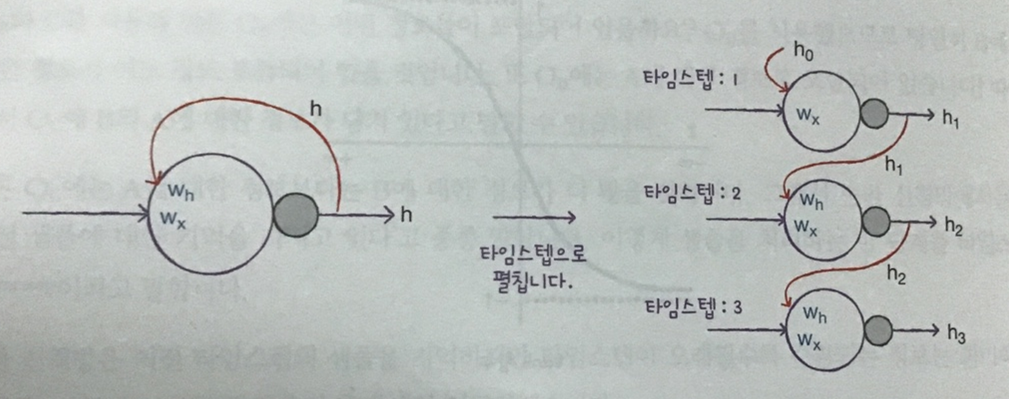 h
w_h
w_x
h
타임스텝으로
펼칩니다.
h_0
타임스텝 : 1
w_x
h_1
h_1
타임스텝 : 2
w_h
w_x
h_2
h_2
타임스텝 : 3
w_h
w_x
h_3